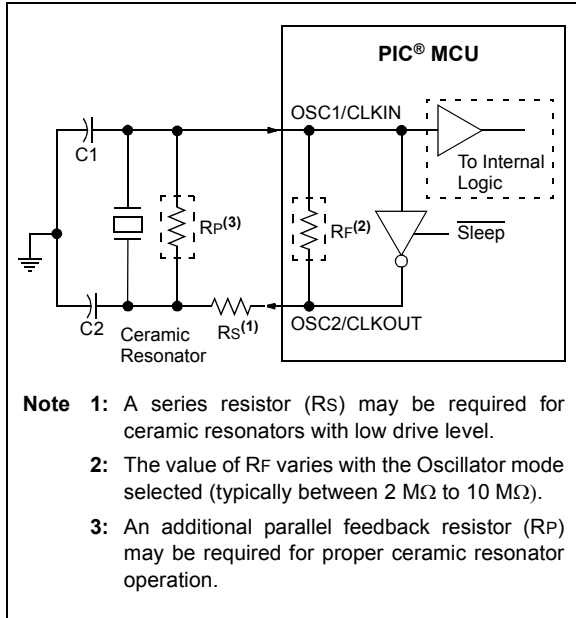 PIC® MCU
OSC1/CLKIN
C1
To Internal
Logic
RP(3)
RF(2)
Sleep
C2
Ceramic
Resonator
RS(1)
OSC2/CLKOUT
Note 1: A series resistor (RS) may be required for
ceramic resonators with low drive level.
2: The value of RF varies with the Oscillator mode
selected (typically between 2 MΩ to 10 MΩ).
3: An additional parallel feedback resistor (RP)
may be required for proper ceramic resonator
operation.